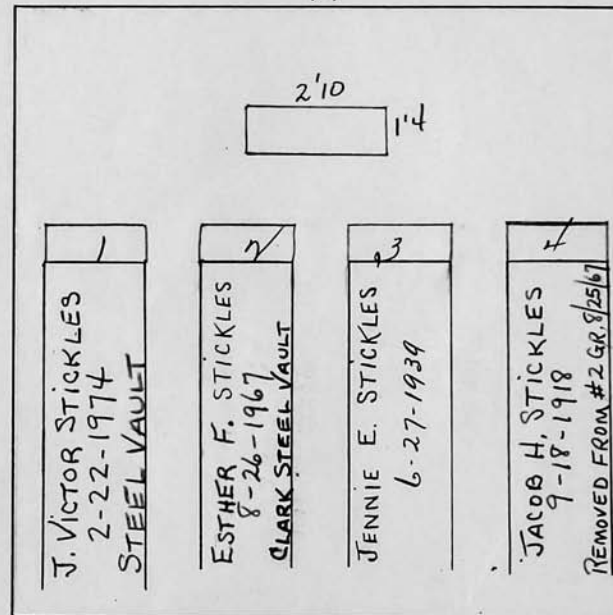 2'10
1'4
1
2
3
4
J. VICTOR STICKLES
2-22-1974
STEEL VAULT
ESTHER F. STICKLES
8-26-1967
CLARK STEEL VAULT
JENNIE E. STICKLES
6-27-1939
JACOB H. STICKLES
9-18-1918
REMOVED FROM #2 GR. 8/25/67